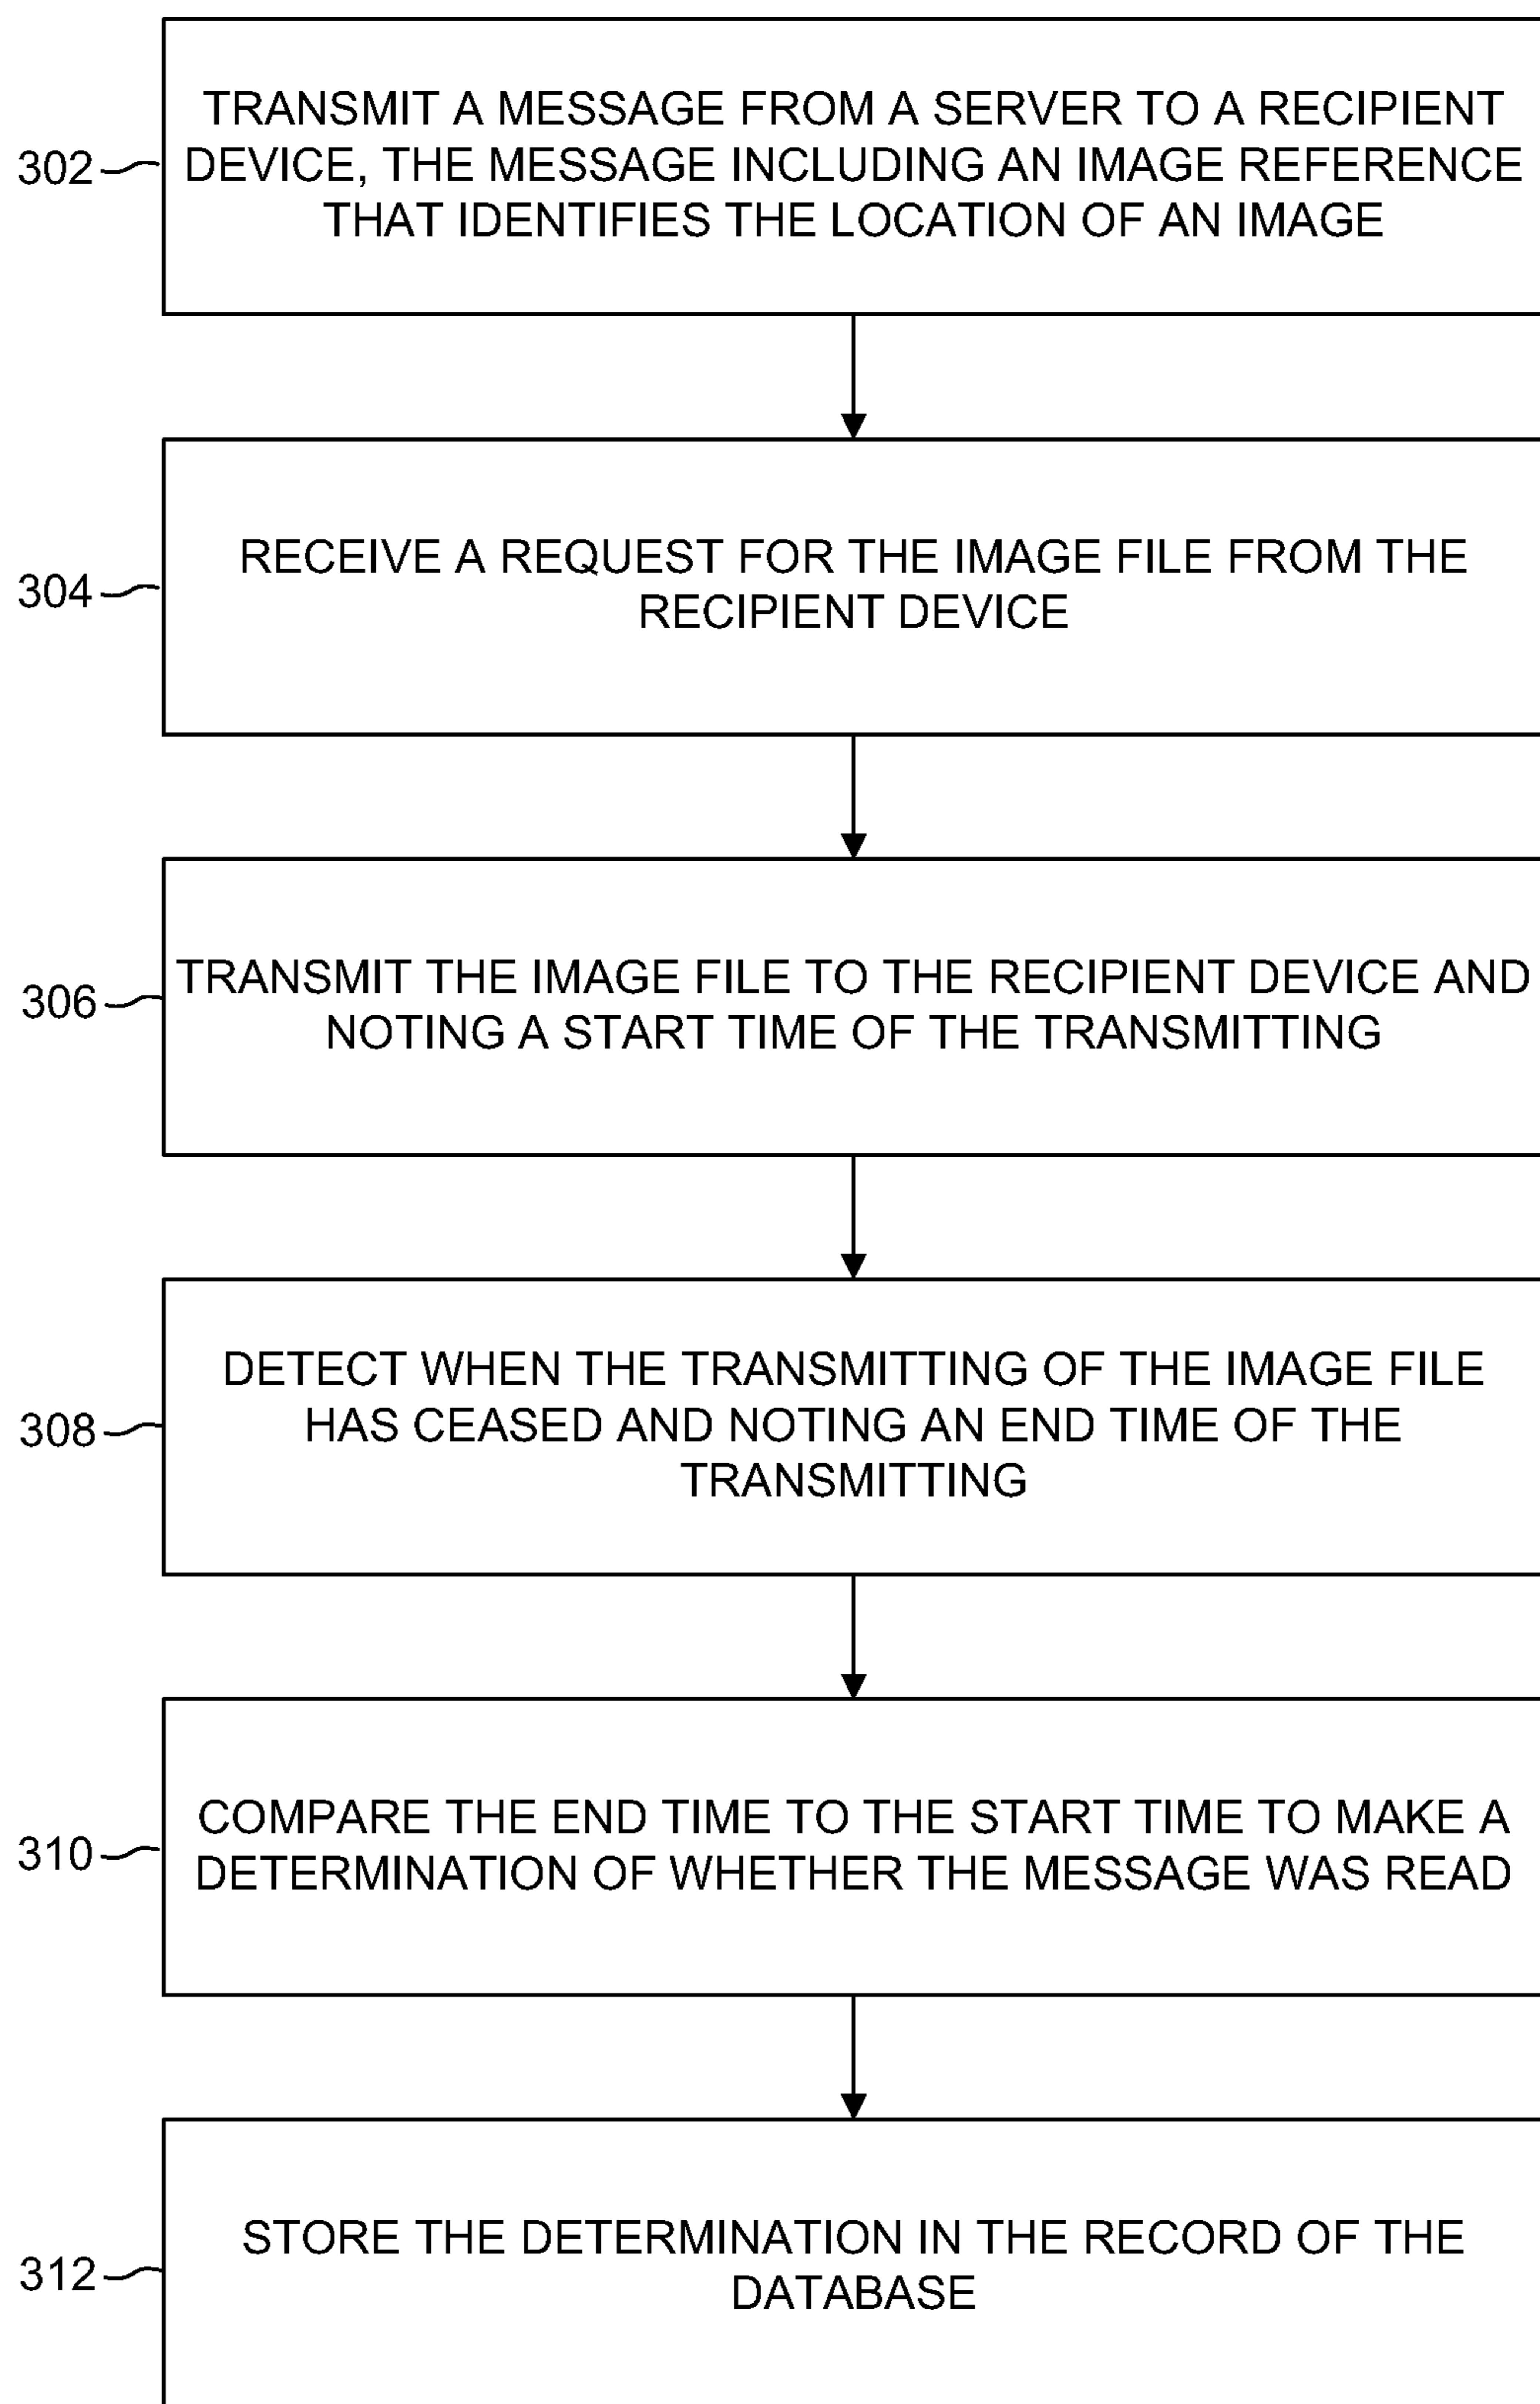 TRANSMIT A MESSAGE FROM A SERVER TO A RECIPIENT
DEVICE, THE MESSAGE INCLUDING AN IMAGE REFERENCE
THAT IDENTIFIES THE LOCATION OF AN IMAGE
302
RECEIVE A REQUEST FOR THE IMAGE FILE FROM THE
RECIPIENT DEVICE
304
TRANSMIT THE IMAGE FILE TO THE RECIPIENT DEVICE AND
NOTING A START TIME OF THE TRANSMITTING
306
DETECT WHEN THE TRANSMITTING OF THE IMAGE FILE
HAS CEASED AND NOTING AN END TIME OF THE
TRANSMITTING
308
COMPARE THE END TIME TO THE START TIME TO MAKE A
DETERMINATION OF WHETHER THE MESSAGE WAS READ
310
STORE THE DETERMINATION IN THE RECORD OF THE
DATABASE
312